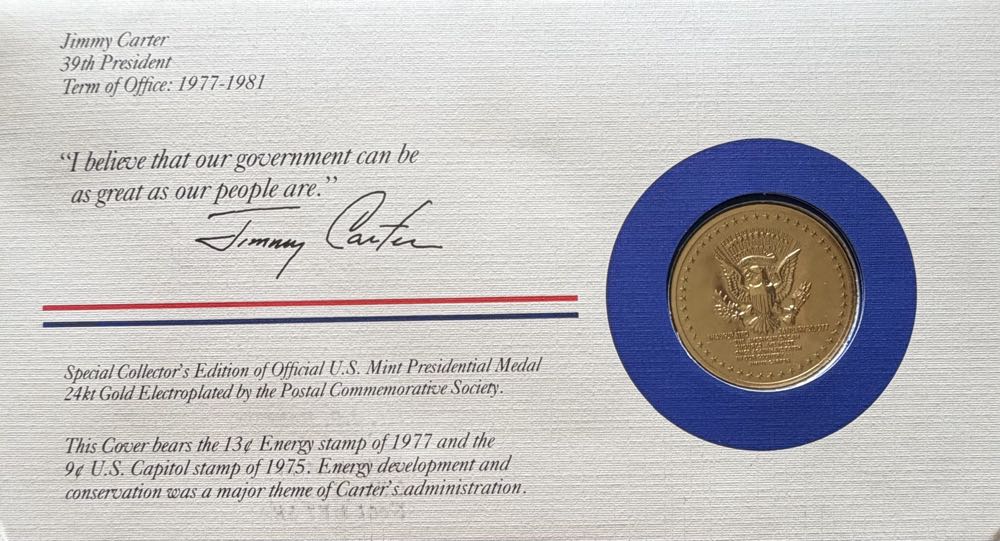 Jimmy Carter
39th President
Term of Office: 1977-1981
“I believe that our government can be
as great as our people are.”
Jimmy Carter
Special Collector's Edition of Official U.S. Mint Presidential Medal
24kt Gold Electroplated by the Postal Commemorative Society.
This Cover bears the 13¢ Energy stamp of 1977 and the
9¢ U.S. Capitol stamp of 1975. Energy development and
conservation was a major theme of Carter's administration.